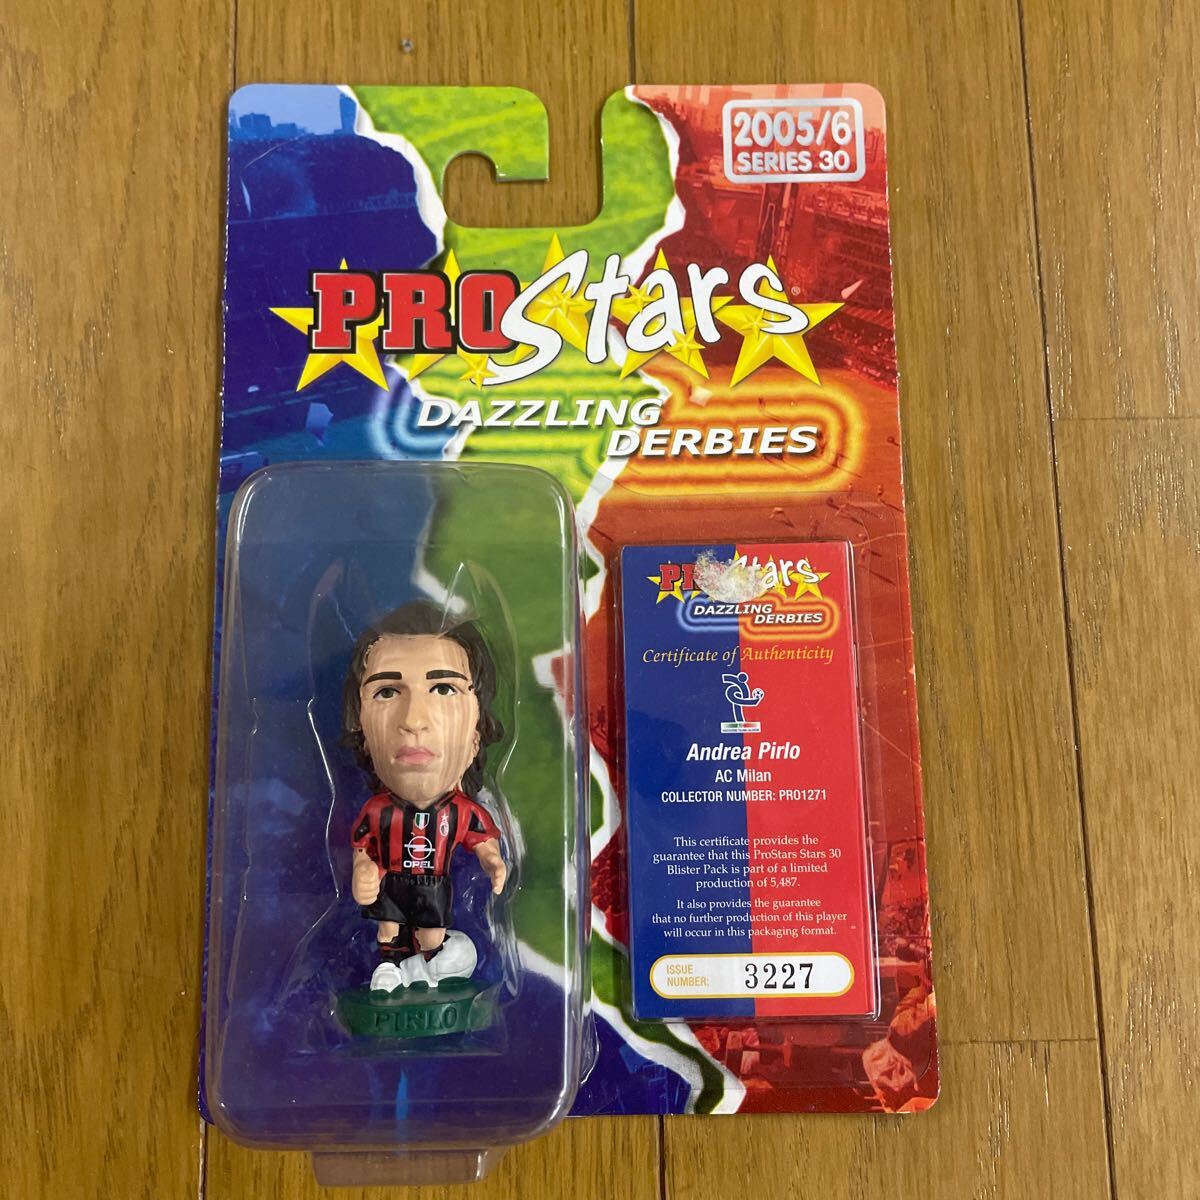 2005/6
SERIES 30
PROStars®
DAZZLING
DERBIES
PROStars
DAZZLING
DERBIES
Certificate of Authenticity
Andrea Pirlo
AC Milan
COLLECTOR NUMBER: PRO1271
This certificate provides the
guarantee that this ProStars Stars 30
Blister Pack is part of a limited
production of 5,487.
It also provides the guarantee
that no further production of this player
will occur in this packaging format.
ISSUE
NUMBER: 3227
OPEL
PIRLO